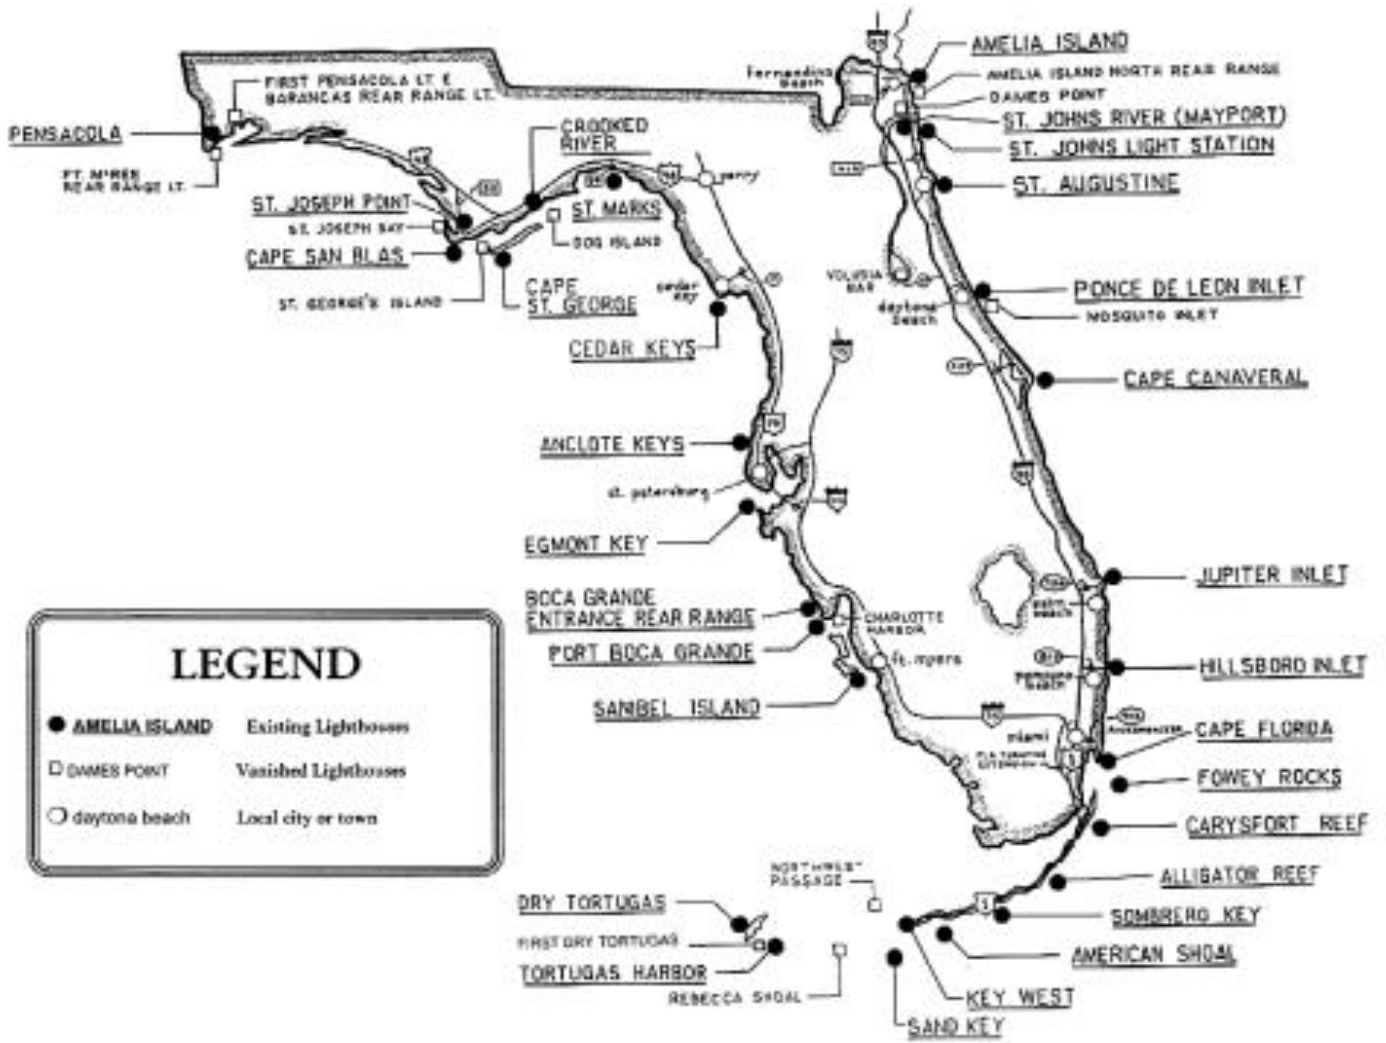 AMELIA ISLAND
fernandina
beach
AMELIA ISLAND NORTH REAR RANGE
DAMES POINT
ST. JOHNS RIVER (MAYPORT)
ST. JOHNS LIGHT STATION
ST. AUGUSTINE
FIRST PENSACOLA LT &
BARANCAS REAR RANGE LT.
PENSACOLA
FT. McREE
REAR RANGE LT.
CROOKED
RIVER
perry
ST. JOSEPH POINT
ST. MARKS
ST. JOSEPH BAY
DOG ISLAND
CAPE SAN BLAS
CAPE
ST. GEORGE
ST. GEORGE'S ISLAND
cedar
key
CEDAR KEYS
VOLUSIA
BAR
daytona
beach
PONCE DE LEON INLET
MOSQUITO INLET
CAPE CANAVERAL
ANCLOTE KEYS
st. petersburg
EGMONT KEY
BOCA GRANDE
ENTRANCE REAR RANGE
CHARLOTTE
HARBOR
PORT BOCA GRANDE
ft. myers
SANIBEL ISLAND
JUPITER INLET
palm
beach
HILLSBORO INLET
pompano
beach
miami
CAPE FLORIDA
FOWEY ROCKS
CARYSFORT REEF
ALLIGATOR REEF
SOMBRERO KEY
AMERICAN SHOAL
KEY WEST
SAND KEY
NORTHWEST
PASSAGE
DRY TORTUGAS
FIRST DRY TORTUGAS
TORTUGAS HARBOR
REBECCA SHOAL
LEGEND
AMELIA ISLAND Existing Lighthouses
DAMES POINT Vanished Lighthouses
daytona beach Local city or town